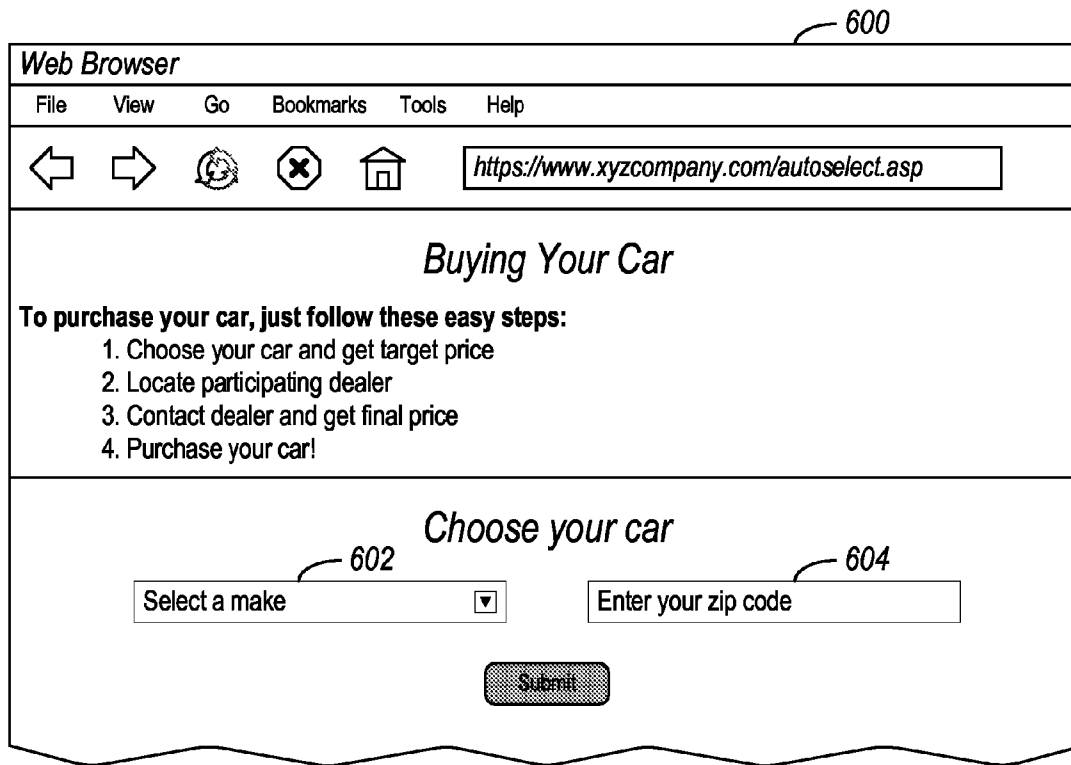 600
Web Browser
File View Go Bookmarks Tools Help
https://www.xyzcompany.com/autoselect.asp
Buying Your Car
To purchase your car, just follow these easy steps:
1. Choose your car and get target price
2. Locate participating dealer
3. Contact dealer and get final price
4. Purchase your car!
Choose your car
602 604
Select a make Enter your zip code
Submit